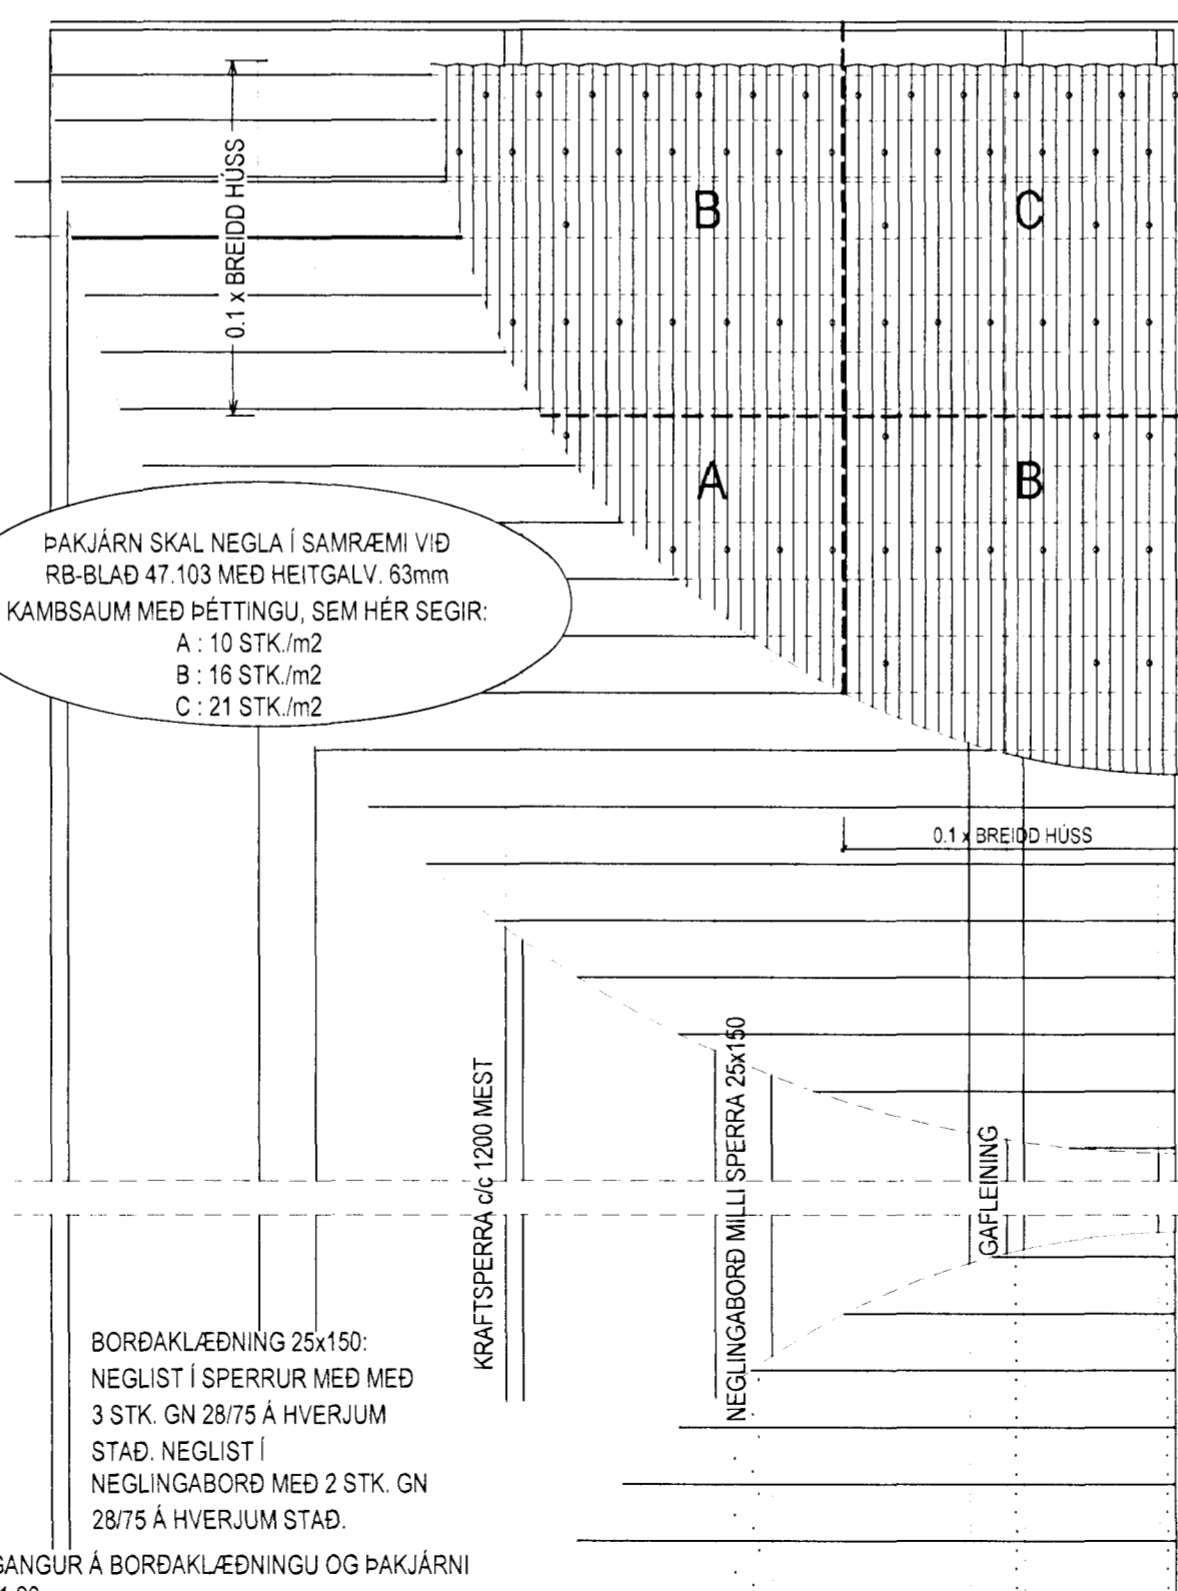 0.1 x BREIDD HÚSS
B
C
A
B
ÞAKJÁRN SKAL NEGLA Í SAMRÆMI VIÐ
RB-BLAÐ 47.103 MEÐ HEITGALV. 63mm
KAMBSAUM MEÐ ÞÉTTINGU, SEM HÉR SEGIR:
A : 10 STK./m2
B : 16 STK./m2
C : 21 STK./m2
0.1 x BREIDD HÚSS
KRAFTSPERRA c/c 1200 MEST
NEGLINGABORÐ MILLI SPERRA 25x150
GAFLEINING
BORÐAKLÆÐNING 25x150:
NEGLIST Í SPERRUR MEÐ MEÐ
3 STK. GN 28/75 Á HVERJUM
STAÐ. NEGLIST Í
NEGLINGABORÐ MEÐ 2 STK. GN
28/75 Á HVERJUM STAÐ.
GANGUR Á BORÐAKLÆÐNINGU OG ÞAKJÁRNI